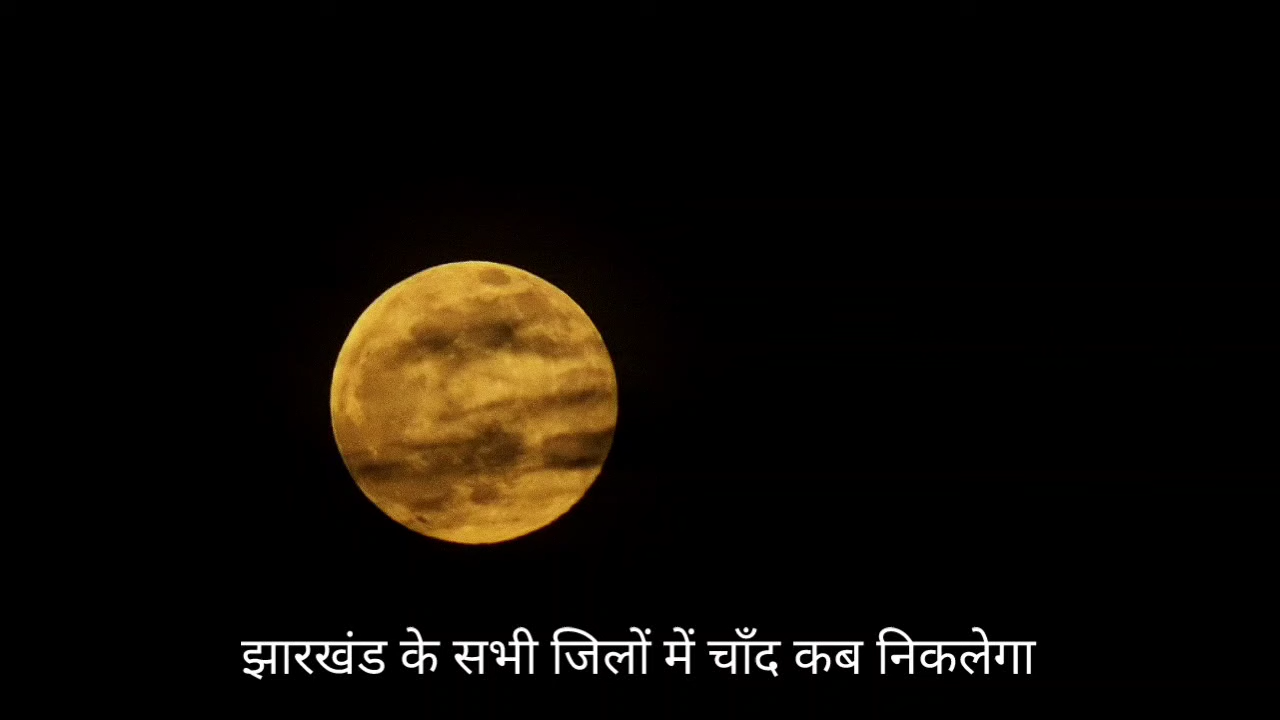 झारखंड के सभी जिलों में चाँद कब निकलेगा